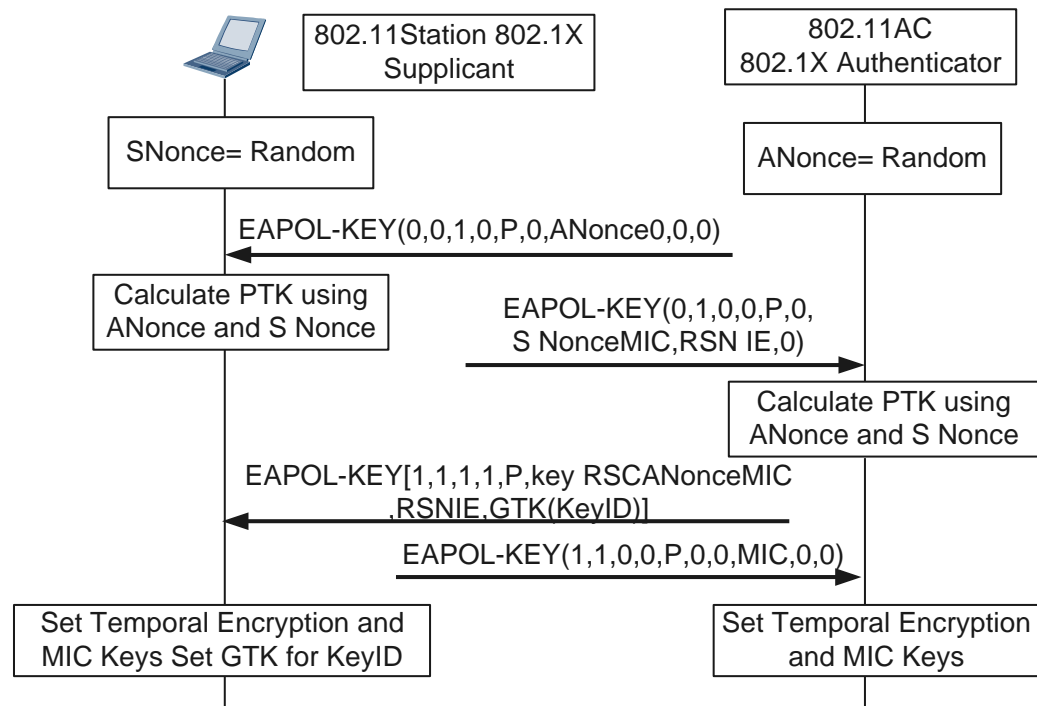 802.11Station 802.1X
Supplicant
802.11AC
802.1X Authenticator
SNonce= Random
ANonce= Random
EAPOL-KEY(0,0,1,0,P,0,ANonce0,0,0)
Calculate PTK using
ANonce and S Nonce
EAPOL-KEY(0,1,0,0,P,0,
S NonceMIC,RSN IE,0)
Calculate PTK using
ANonce and S Nonce
EAPOL-KEY[1,1,1,1,P,key RSCANonceMIC
,RSNIE,GTK(KeyID)]
EAPOL-KEY(1,1,0,0,P,0,0,MIC,0,0)
Set Temporal Encryption and
MIC Keys Set GTK for KeyID
Set Temporal Encryption
and MIC Keys